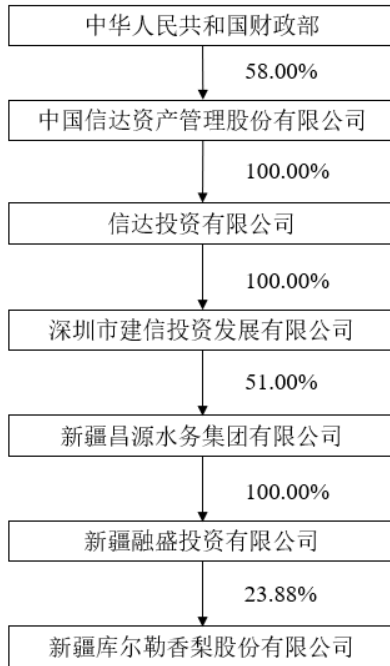 中华人民共和国财政部
58.00%
中国信达资产管理股份有限公司
100.00%
信达投资有限公司
100.00%
深圳市建信投资发展有限公司
51.00%
新疆昌源水务集团有限公司
100.00%
新疆融盛投资有限公司
23.88%
新疆库尔勒香梨股份有限公司